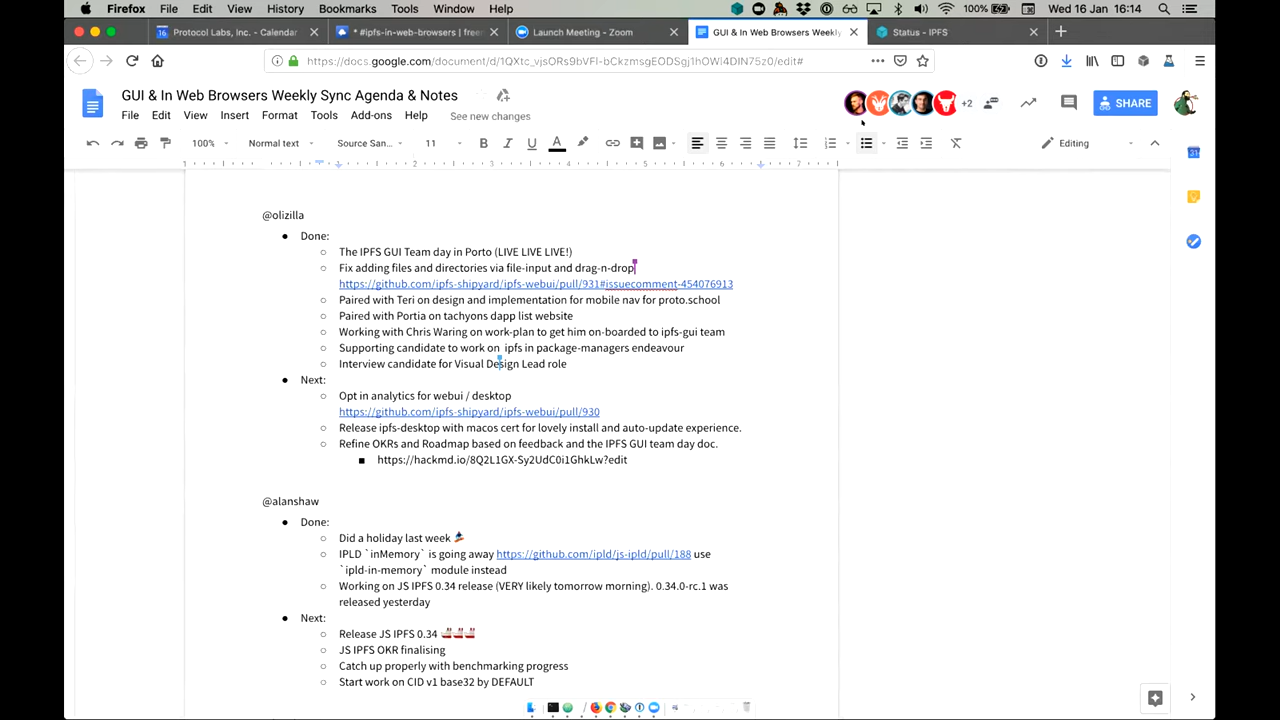 Firefox File Edit View History Bookmarks Tools Window Help 100% Wed 16 Jan 16:14
Protocol Labs, Inc. - Calendar * #ipfs-in-web-browsers | free Launch Meeting - Zoom GUI & In Web Browsers Weekly Status - IPFS
https://docs.google.com/document/d/1QXtc_vjsORs9bVFl-bCkzmsgEODSgj1hOWi4DIN75z0/edit#
GUI & In Web Browsers Weekly Sync Agenda & Notes
+2 SHARE
File Edit View Insert Format Tools Add-ons Help See new changes
100% Normal text Source San... 11 B I U A Editing
1 1 2 3 4 5 6 7
@olizilla
● Done:
○ The IPFS GUI Team day in Porto (LIVE LIVE LIVE!)
○ Fix adding files and directories via file-input and drag-n-drop
https://github.com/ipfs-shipyard/ipfs-webui/pull/931#issuecomment-454076913
○ Paired with Teri on design and implementation for mobile nav for proto.school
○ Paired with Portia on tachyons dapp list website
○ Working with Chris Waring on work-plan to get him on-boarded to ipfs-gui team
○ Supporting candidate to work on ipfs in package-managers endeavour
○ Interview candidate for Visual Design Lead role
● Next:
○ Opt in analytics for webui / desktop
https://github.com/ipfs-shipyard/ipfs-webui/pull/930
○ Release ipfs-desktop with macos cert for lovely install and auto-update experience.
○ Refine OKRs and Roadmap based on feedback and the IPFS GUI team day doc.
■ https://hackmd.io/8Q2L1GX-Sy2UdC0i1GhkLw?edit
@alanshaw
● Done:
○ Did a holiday last week
○ IPLD `inMemory` is going away https://github.com/ipld/js-ipld/pull/188 use
`ipld-in-memory` module instead
○ Working on JS IPFS 0.34 release (VERY likely tomorrow morning). 0.34.0-rc.1 was
released yesterday
● Next:
○ Release JS IPFS 0.34
○ JS IPFS OKR finalising
○ Catch up properly with benchmarking progress
○ Start work on CID v1 base32 by DEFAULT